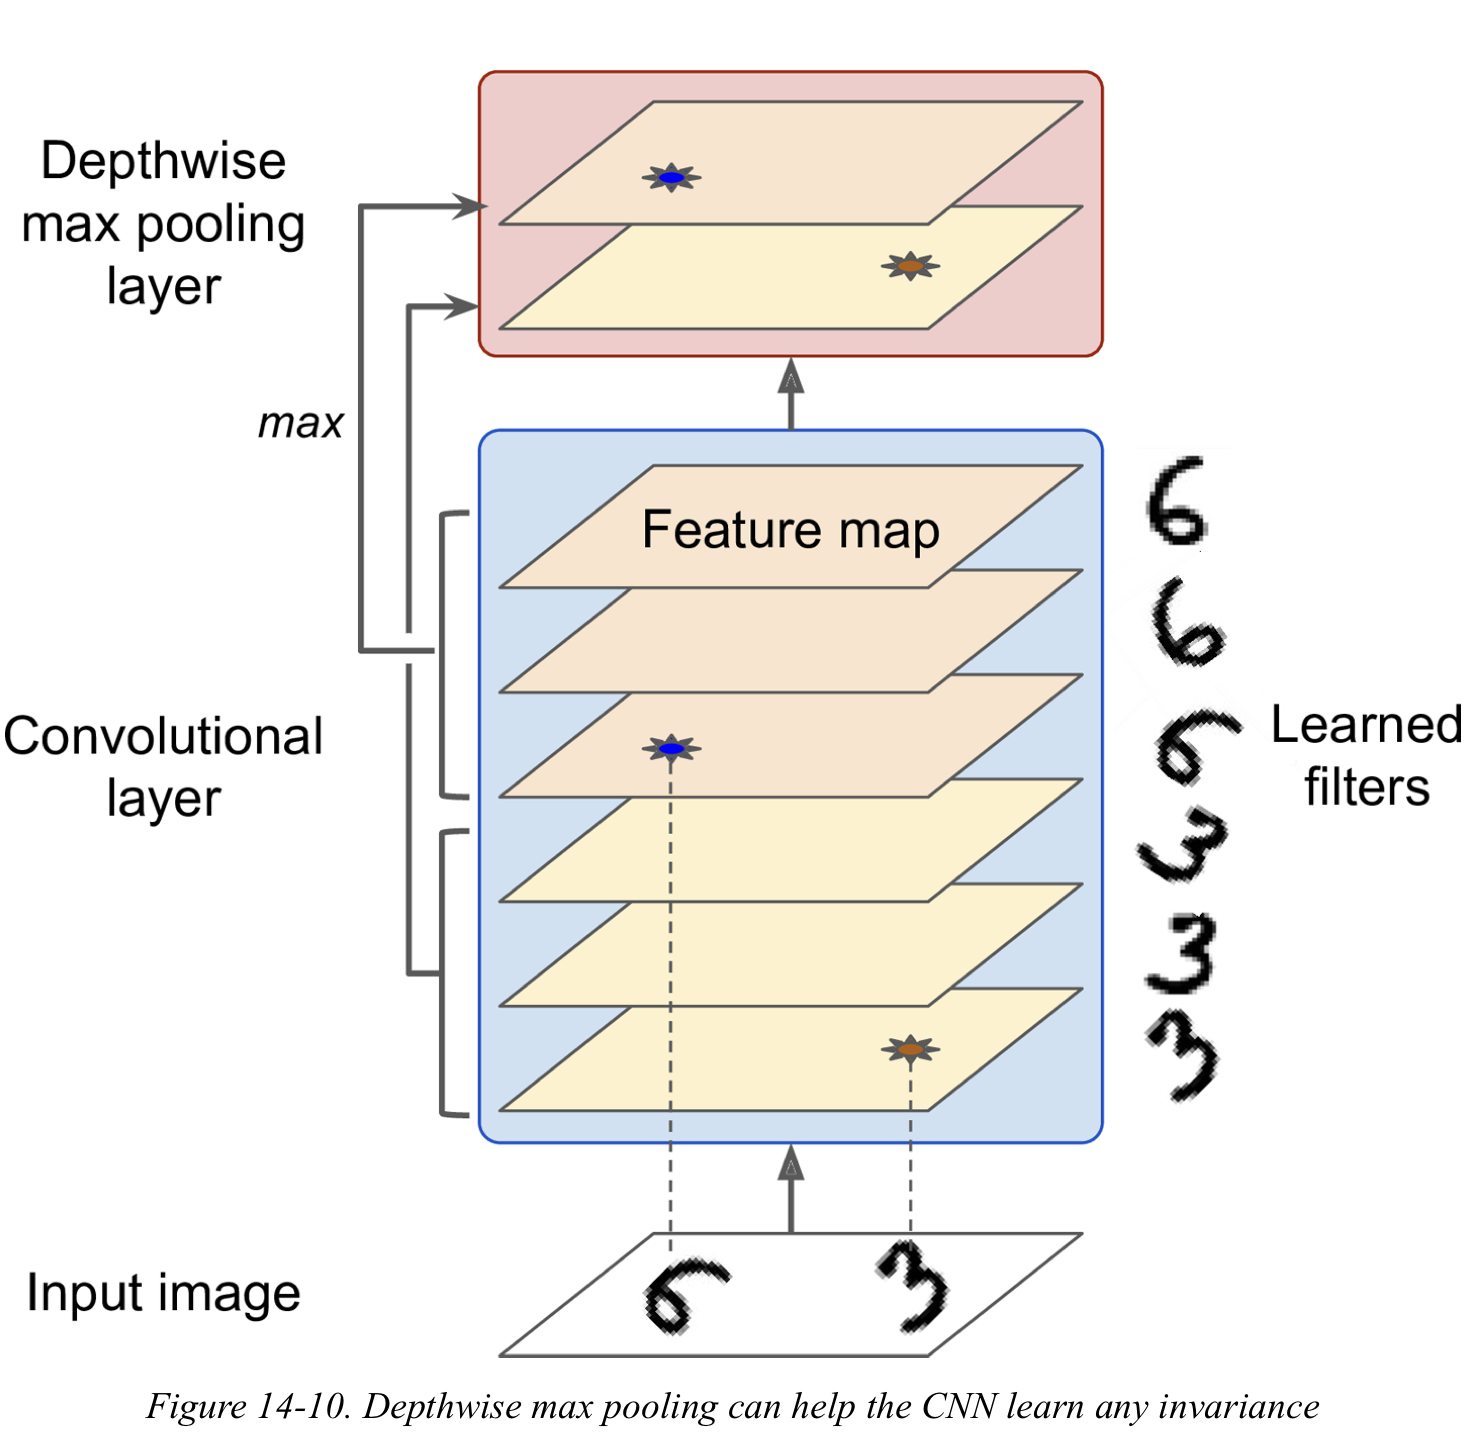 Depthwise
max pooling
layer
max
Feature map
6
6
6
3
3
3
Learned
filters
Convolutional
layer
Input image
6 3
Figure 14-10. Depthwise max pooling can help the CNN learn any invariance